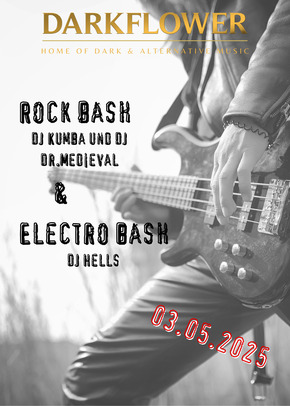 DARKFLOWER
HOME OF DARK & ALTERNATIVE MUSIC
ROCK BASH
DJ KUMBA UND DJ
DR.MEDIEVAL
&
ELECTRO BASH
DJ HELLS
03.05.2025